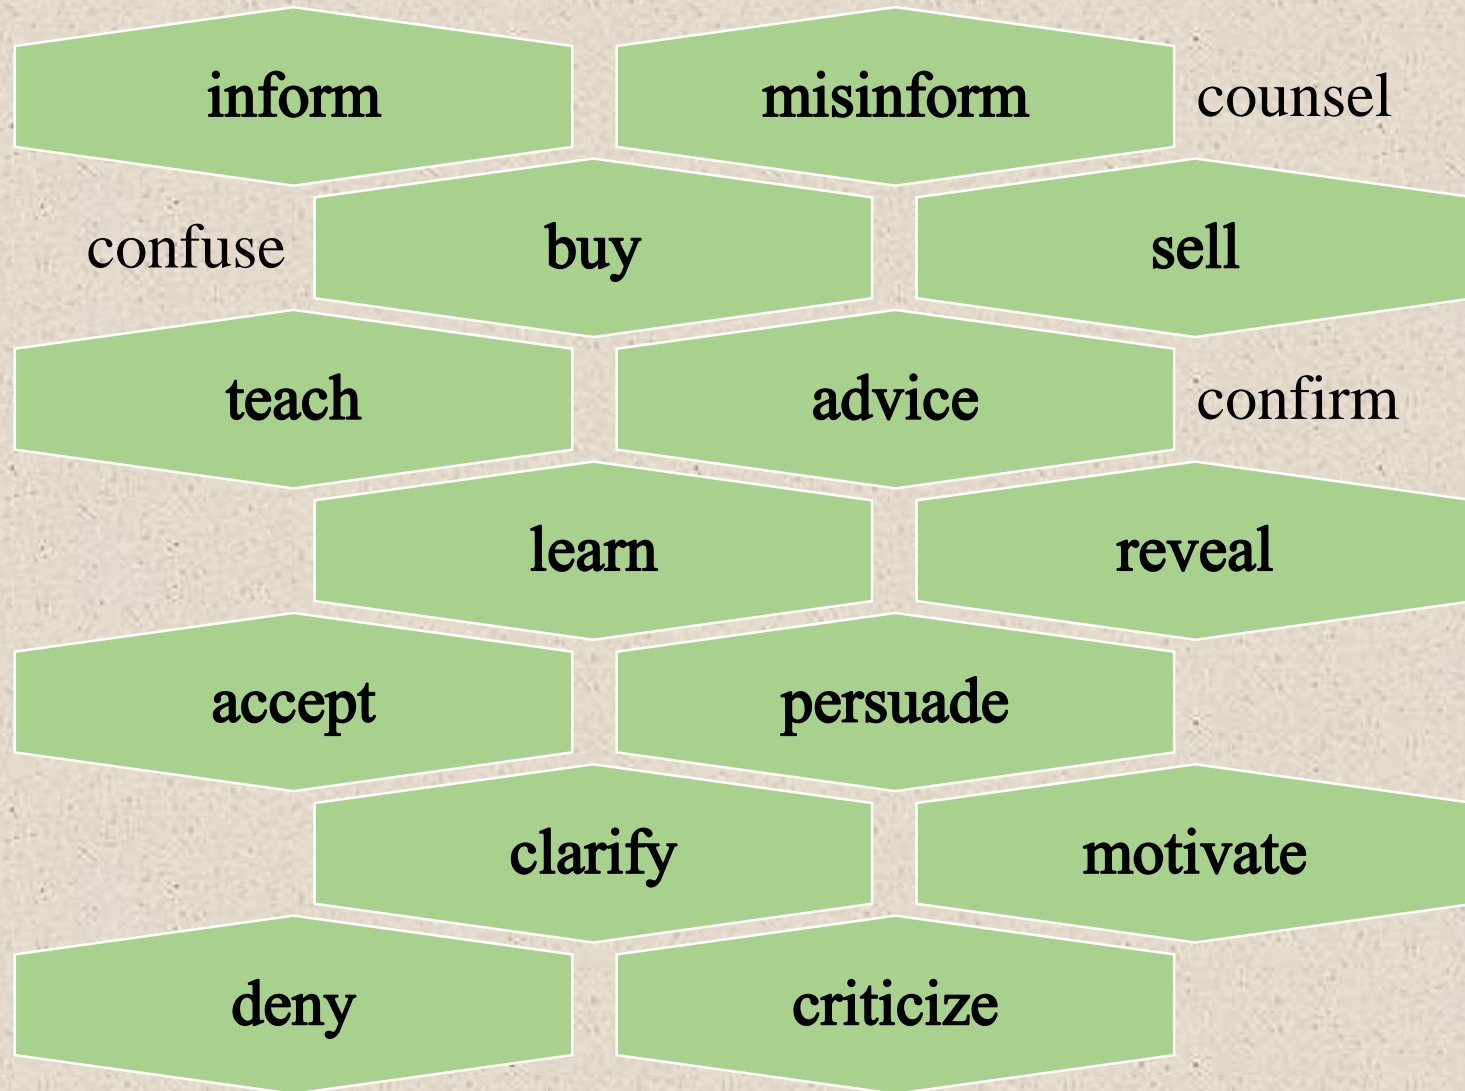 inform misinform counsel
confuse buy sell
teach advice confirm
learn reveal
accept persuade
clarify motivate
deny criticize